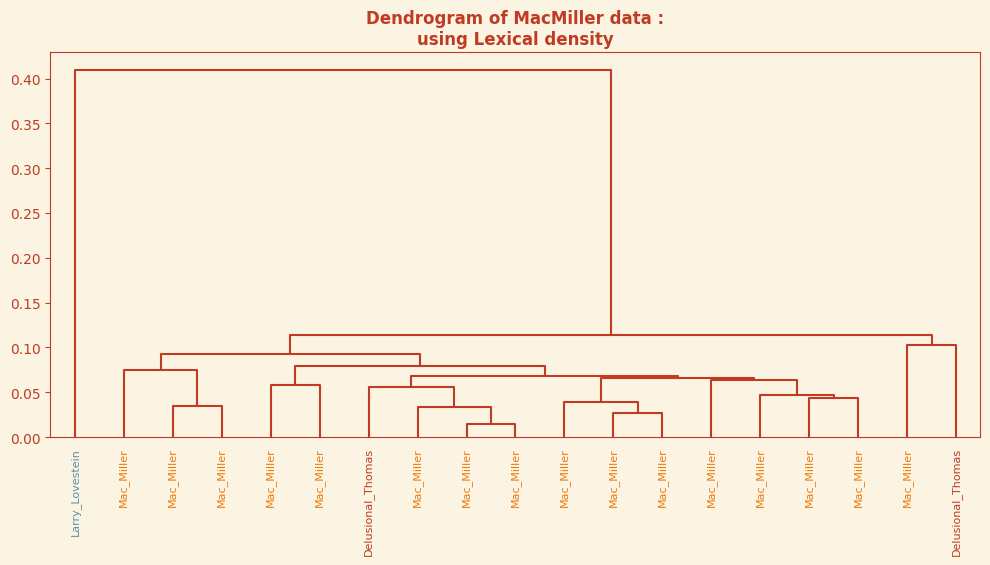 Dendrogram of MacMiller data :
using Lexical density
0.40
0.35
0.30
0.25
0.20
0.15
0.10
0.05
0.00
Larry_Lovestein
Mac_Miller
Mac_Miller
Mac_Miller
Mac_Miller
Mac_Miller
Delusional_Thomas
Mac_Miller
Mac_Miller
Mac_Miller
Mac_Miller
Mac_Miller
Mac_Miller
Mac_Miller
Mac_Miller
Mac_Miller
Mac_Miller
Mac_Miller
Delusional_Thomas